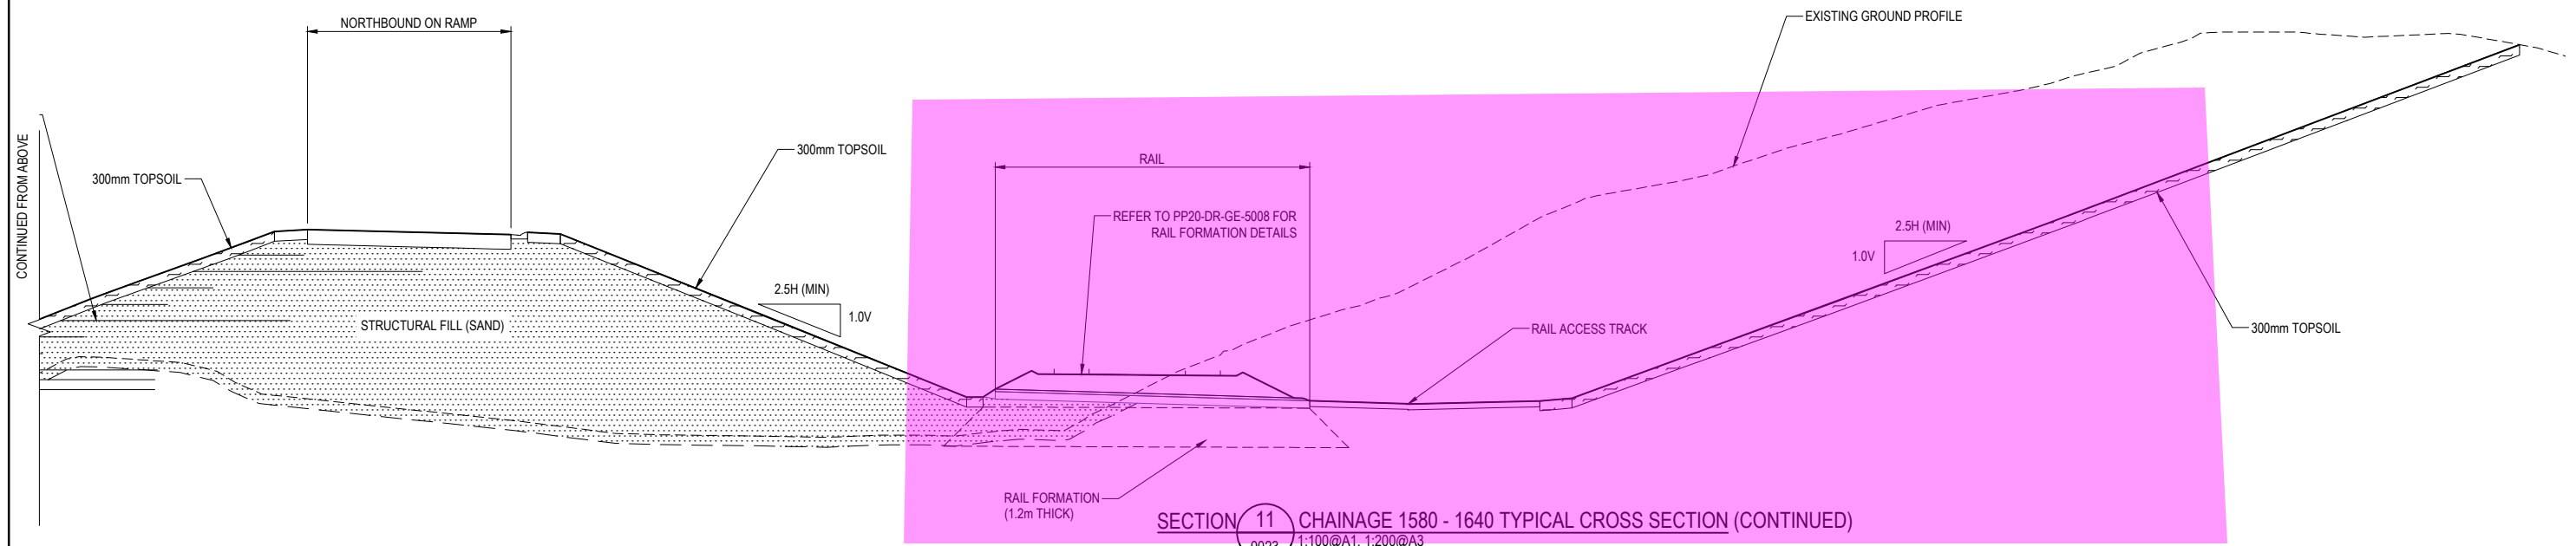 NORTHBOUND ON RAMP
EXISTING GROUND PROFILE
CONTINUED FROM ABOVE
300mm TOPSOIL
300mm TOPSOIL
RAIL
REFER TO PP20-DR-GE-5008 FOR
RAIL FORMATION DETAILS
2.5H (MIN)
1.0V
2.5H (MIN)
1.0V
STRUCTURAL FILL (SAND)
RAIL ACCESS TRACK
300mm TOPSOIL
RAIL FORMATION
(1.2m THICK)
SECTION 11 CHAINAGE 1580 - 1640 TYPICAL CROSS SECTION (CONTINUED)
0023 1:100@A1, 1:200@A3